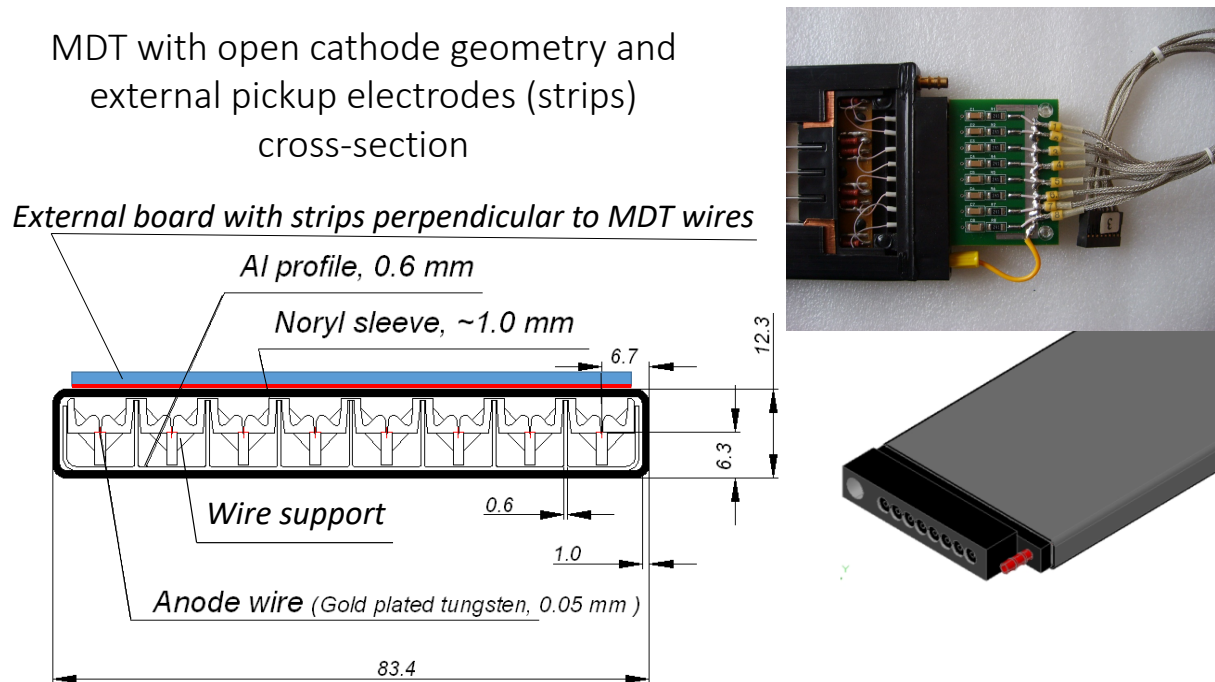 MDT with open cathode geometry and
external pickup electrodes (strips)
cross-section
External board with strips perpendicular to MDT wires
Al profile, 0.6 mm
Noryl sleeve, ~1.0 mm
6.7
12.3
6.3
Wire support
0.6
1.0
Anode wire (Gold plated tungsten, 0.05 mm )
83.4
Y